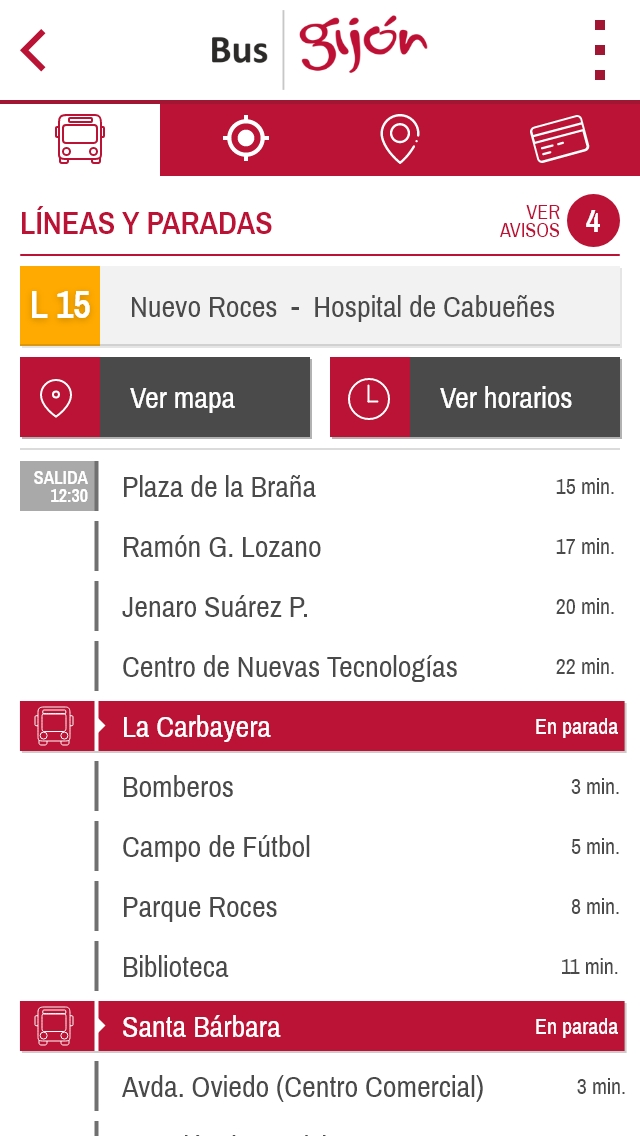 Bus gijón
LÍNEAS Y PARADAS
VER
AVISOS
4
L 15
Nuevo Roces - Hospital de Cabueñes
Ver mapa
Ver horarios
SALIDA
12:30
Plaza de la Braña 15 min.
Ramón G. Lozano 17 min.
Jenaro Suárez P. 20 min.
Centro de Nuevas Tecnologías 22 min.
La Carbayera En parada
Bomberos 3 min.
Campo de Fútbol 5 min.
Parque Roces 8 min.
Biblioteca 11 min.
Santa Bárbara En parada
Avda. Oviedo (Centro Comercial) 3 min.